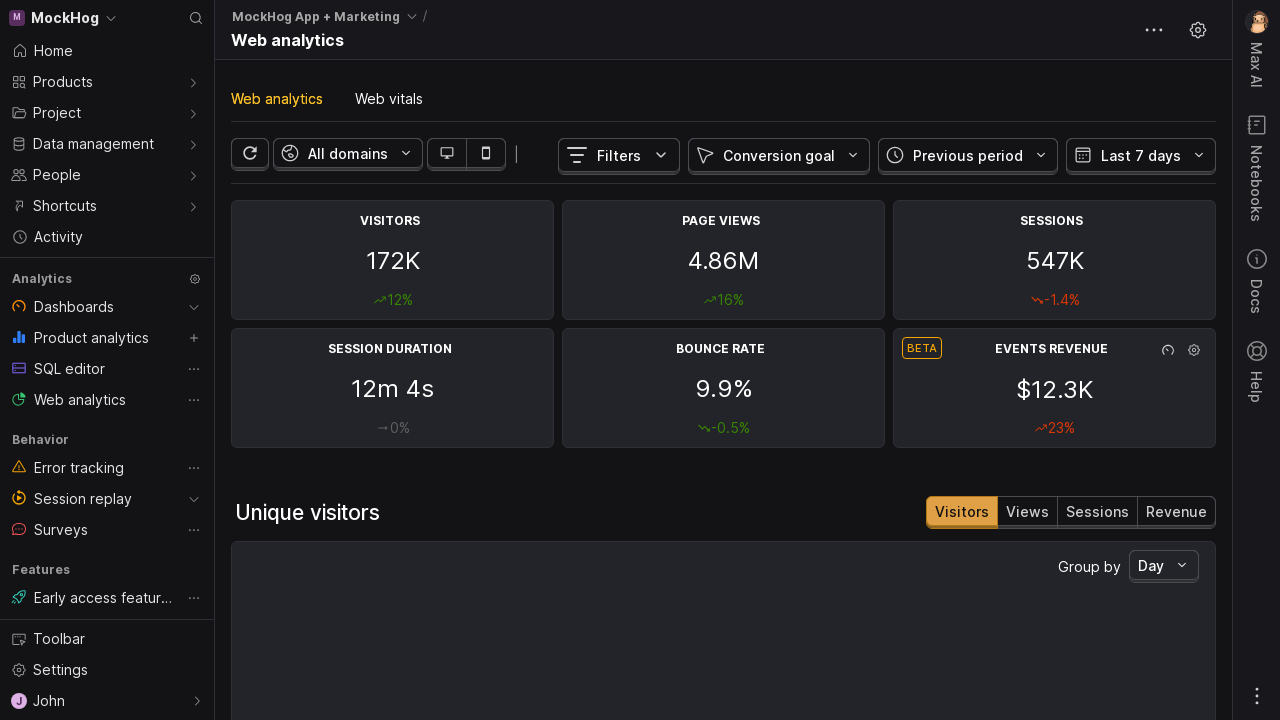 M MockHog
Home
Products
Project
Data management
People
Shortcuts
Activity
Analytics
Dashboards
Product analytics
SQL editor
Web analytics
Behavior
Error tracking
Session replay
Surveys
Features
Early access featur...
Toolbar
Settings
J John
MockHog App + Marketing /
Web analytics
Web analytics Web vitals
All domains Filters Conversion goal Previous period Last 7 days
VISITORS
172K
12%
PAGE VIEWS
4.86M
16%
SESSIONS
547K
-1.4%
SESSION DURATION
12m 4s
0%
BOUNCE RATE
9.9%
-0.5%
BETA EVENTS REVENUE
$12.3K
23%
Unique visitors
Visitors Views Sessions Revenue
Group by Day
Max AI
Notebooks
Docs
Help